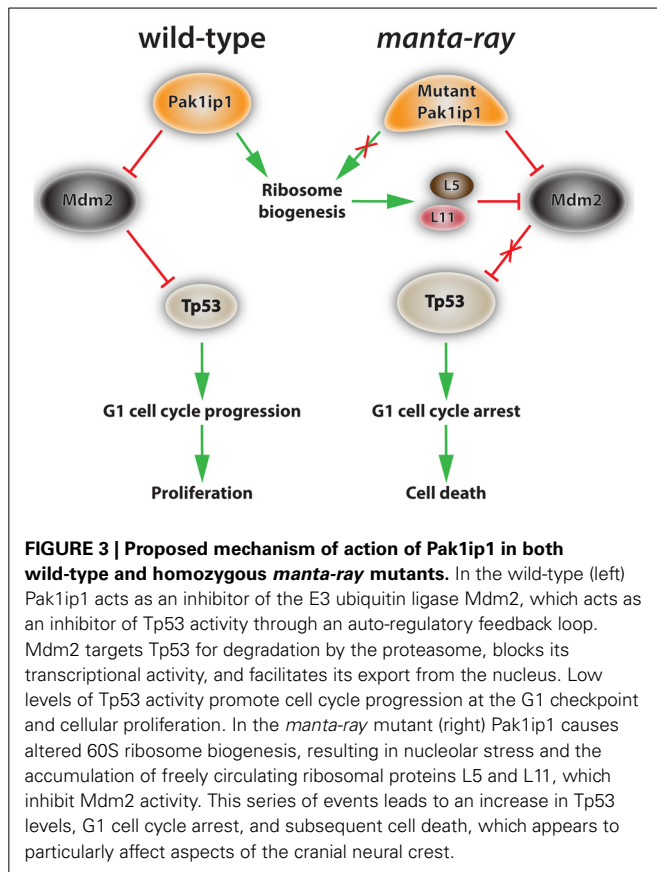 wild-type
manta-ray
Pak1ip1
Mutant
Pak1ip1
Mdm2
Ribosome
biogenesis
L5
L11
Mdm2
Tp53
Tp53
G1 cell cycle progression
G1 cell cycle arrest
Proliferation
Cell death
FIGURE 3 | Proposed mechanism of action of Pak1ip1 in both
wild-type and homozygous manta-ray mutants. In the wild-type (left)
Pak1ip1 acts as an inhibitor of the E3 ubiquitin ligase Mdm2, which acts as
an inhibitor of Tp53 activity through an auto-regulatory feedback loop.
Mdm2 targets Tp53 for degradation by the proteasome, blocks its
transcriptional activity, and facilitates its export from the nucleus. Low
levels of Tp53 activity promote cell cycle progression at the G1 checkpoint
and cellular proliferation. In the manta-ray mutant (right) Pak1ip1 causes
altered 60S ribosome biogenesis, resulting in nucleolar stress and the
accumulation of freely circulating ribosomal proteins L5 and L11, which
inhibit Mdm2 activity. This series of events leads to an increase in Tp53
levels, G1 cell cycle arrest, and subsequent cell death, which appears to
particularly affect aspects of the cranial neural crest.